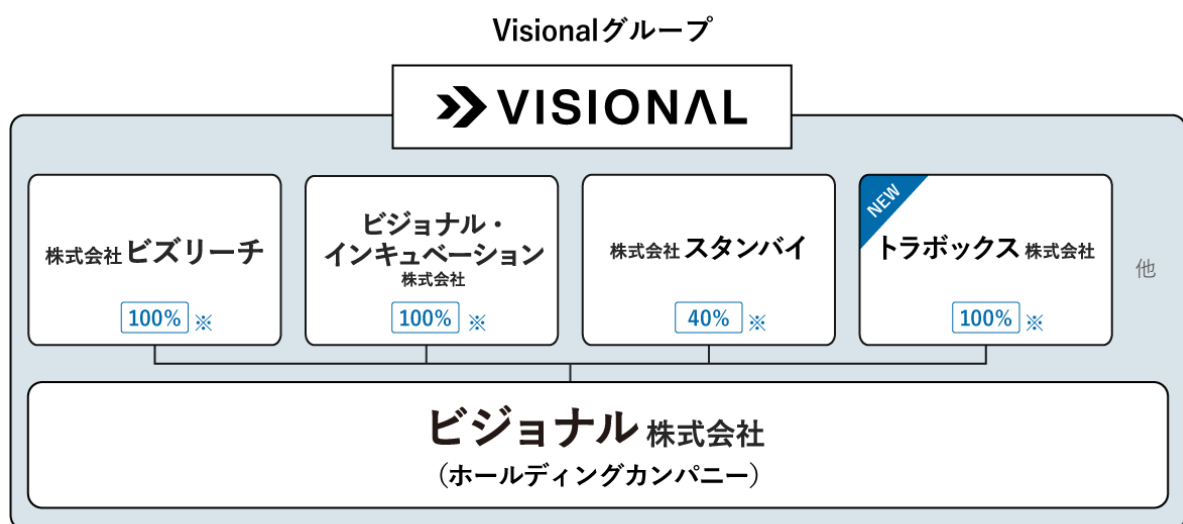 Visionalグループ
VISIONAL
株式会社ビズリーチ
100% ※
ビジョナル・
インキュベーション
株式会社
100% ※
株式会社スタンバイ
40% ※
NEW
トラボックス 株式会社
100% ※
他
ビジョナル 株式会社
（ホールディングカンパニー）